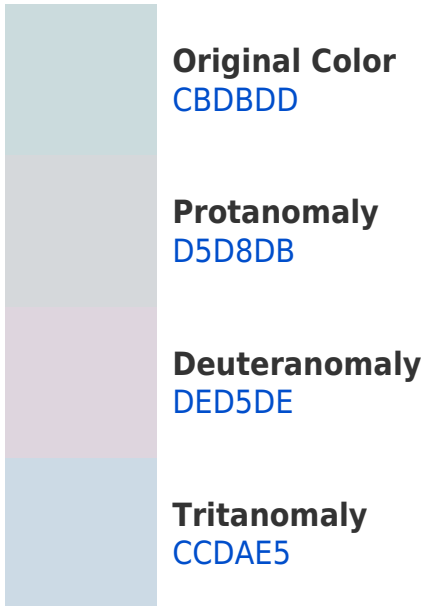 Original Color
CBDBDD
Protanomaly
D5D8DB
Deuteranomaly
DED5DE
Tritanomaly
CCDAE5